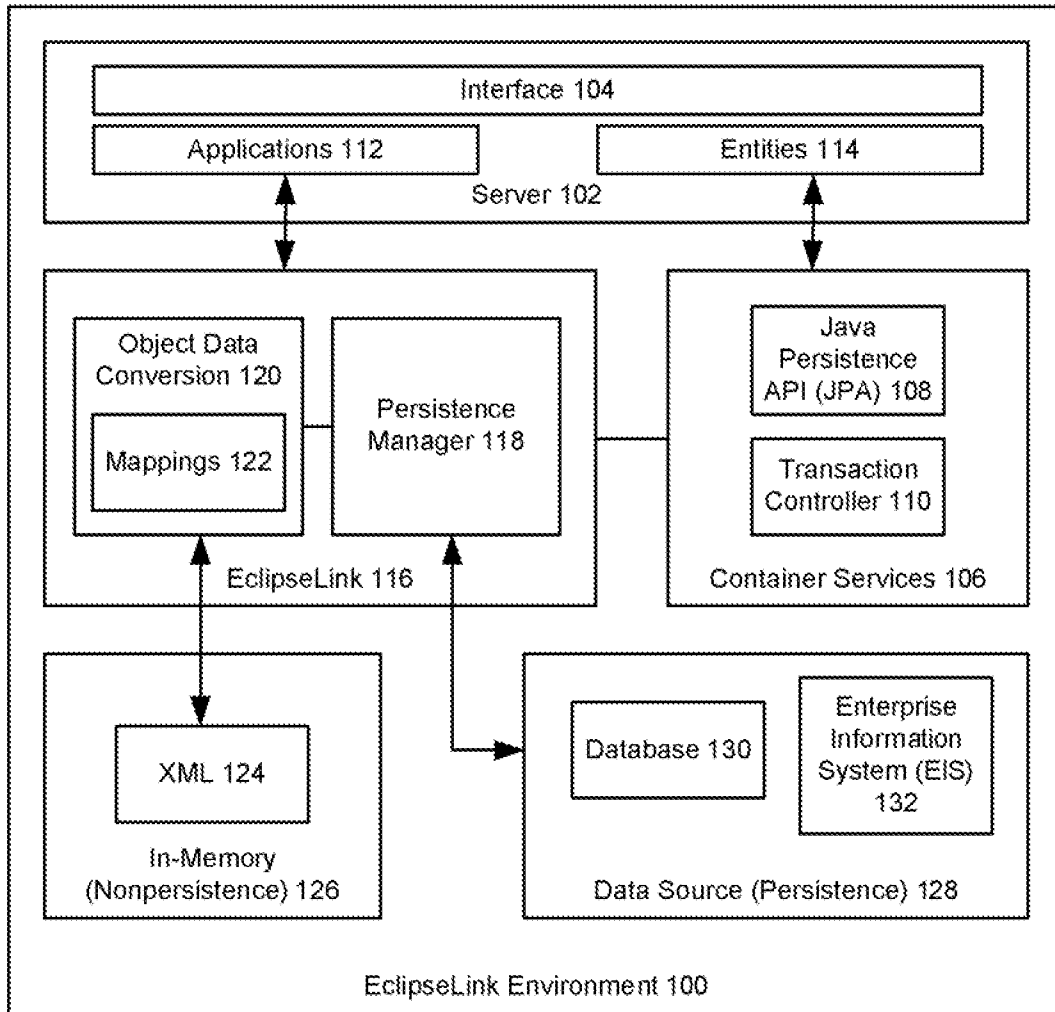 Interface 104
Applications 112
Entities 114
Server 102
Object Data
Conversion 120
Mappings 122
Persistence
Manager 118
EclipseLink 116
Java
Persistence
API (JPA) 108
Transaction
Controller 110
Container Services 106
XML 124
In-Memory
(Nonpersistence) 126
Database 130
Enterprise
Information
System (EIS)
132
Data Source (Persistence) 128
EclipseLink Environment 100